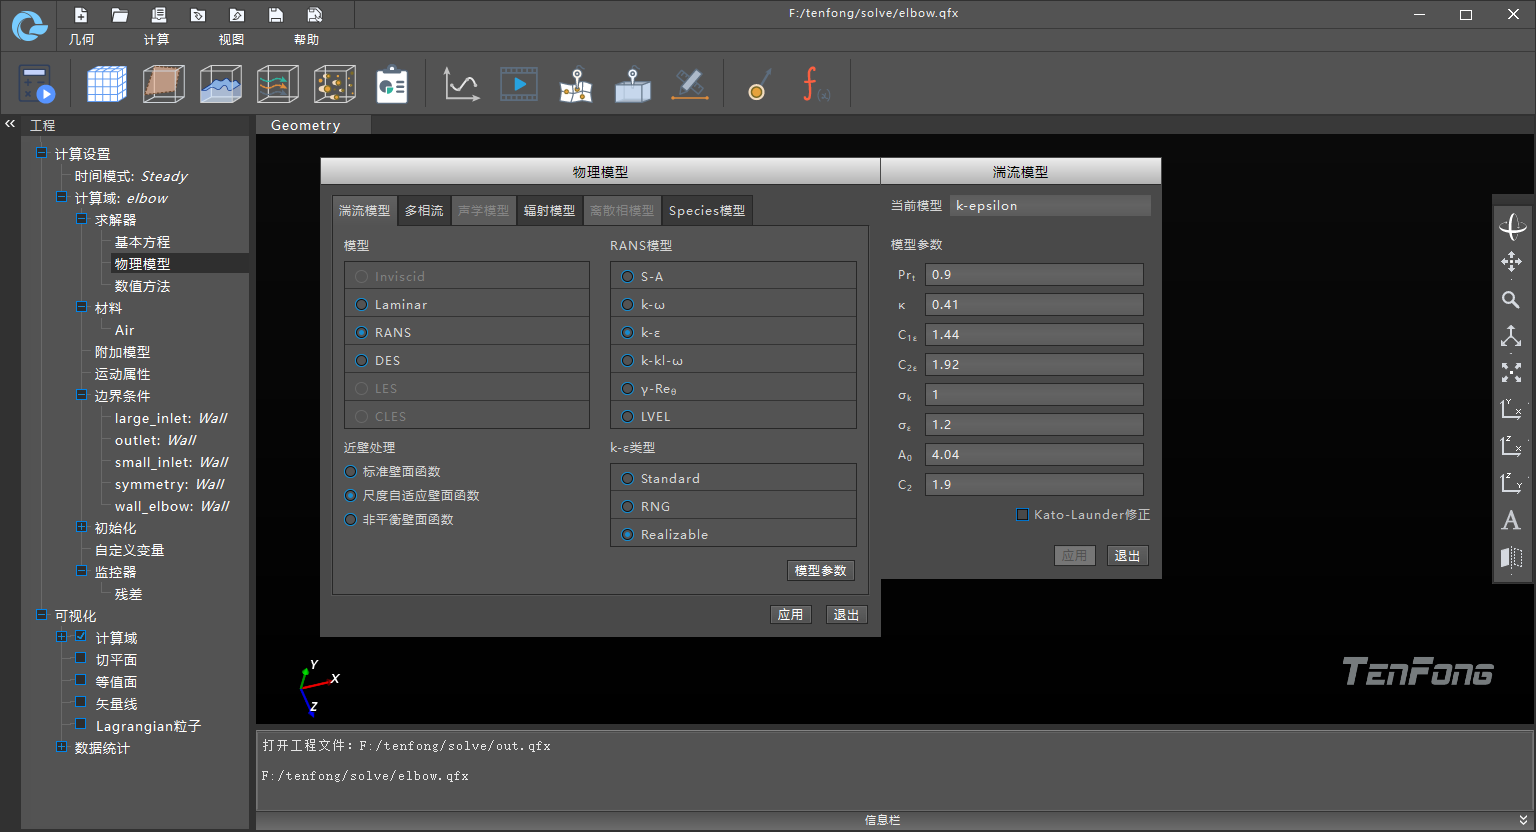 F:/tenfong/solve/elbow.qfx
几何 计算 视图 帮助
f(a)
工程
计算设置
时间模式: Steady
计算域: elbow
求解器
基本方程
物理模型
数值方法
材料
Air
附加模型
运动属性
边界条件
large_inlet: Wall
outlet: Wall
small_inlet: Wall
symmetry: Wall
wall_elbow: Wall
初始化
自定义变量
监控器
残差
可视化
计算域
切平面
等值面
矢量线
Lagrangian粒子
数据统计
Geometry
物理模型
湍流模型 多相流 声学模型 辐射模型 离散相模型 Species模型
模型
Inviscid
Laminar
RANS
DES
LES
CLES
近壁处理
标准壁面函数
尺度自适应壁面函数
非平衡壁面函数
RANS模型
S-A
k-ω
k-ε
k-kl-ω
γ-Reθ
LVEL
k-ε类型
Standard
RNG
Realizable
模型参数
应用 退出
湍流模型
当前模型 k-epsilon
模型参数
Prt 0.9
κ 0.41
C1ε 1.44
C2ε 1.92
σk 1
σε 1.2
A0 4.04
C2 1.9
Kato-Launder修正
应用 退出
Y X
Z X
Z Y
A
Y
X
Z
TENFONG
打开工程文件: F:/tenfong/solve/out.qfx
F:/tenfong/solve/elbow.qfx
信息栏